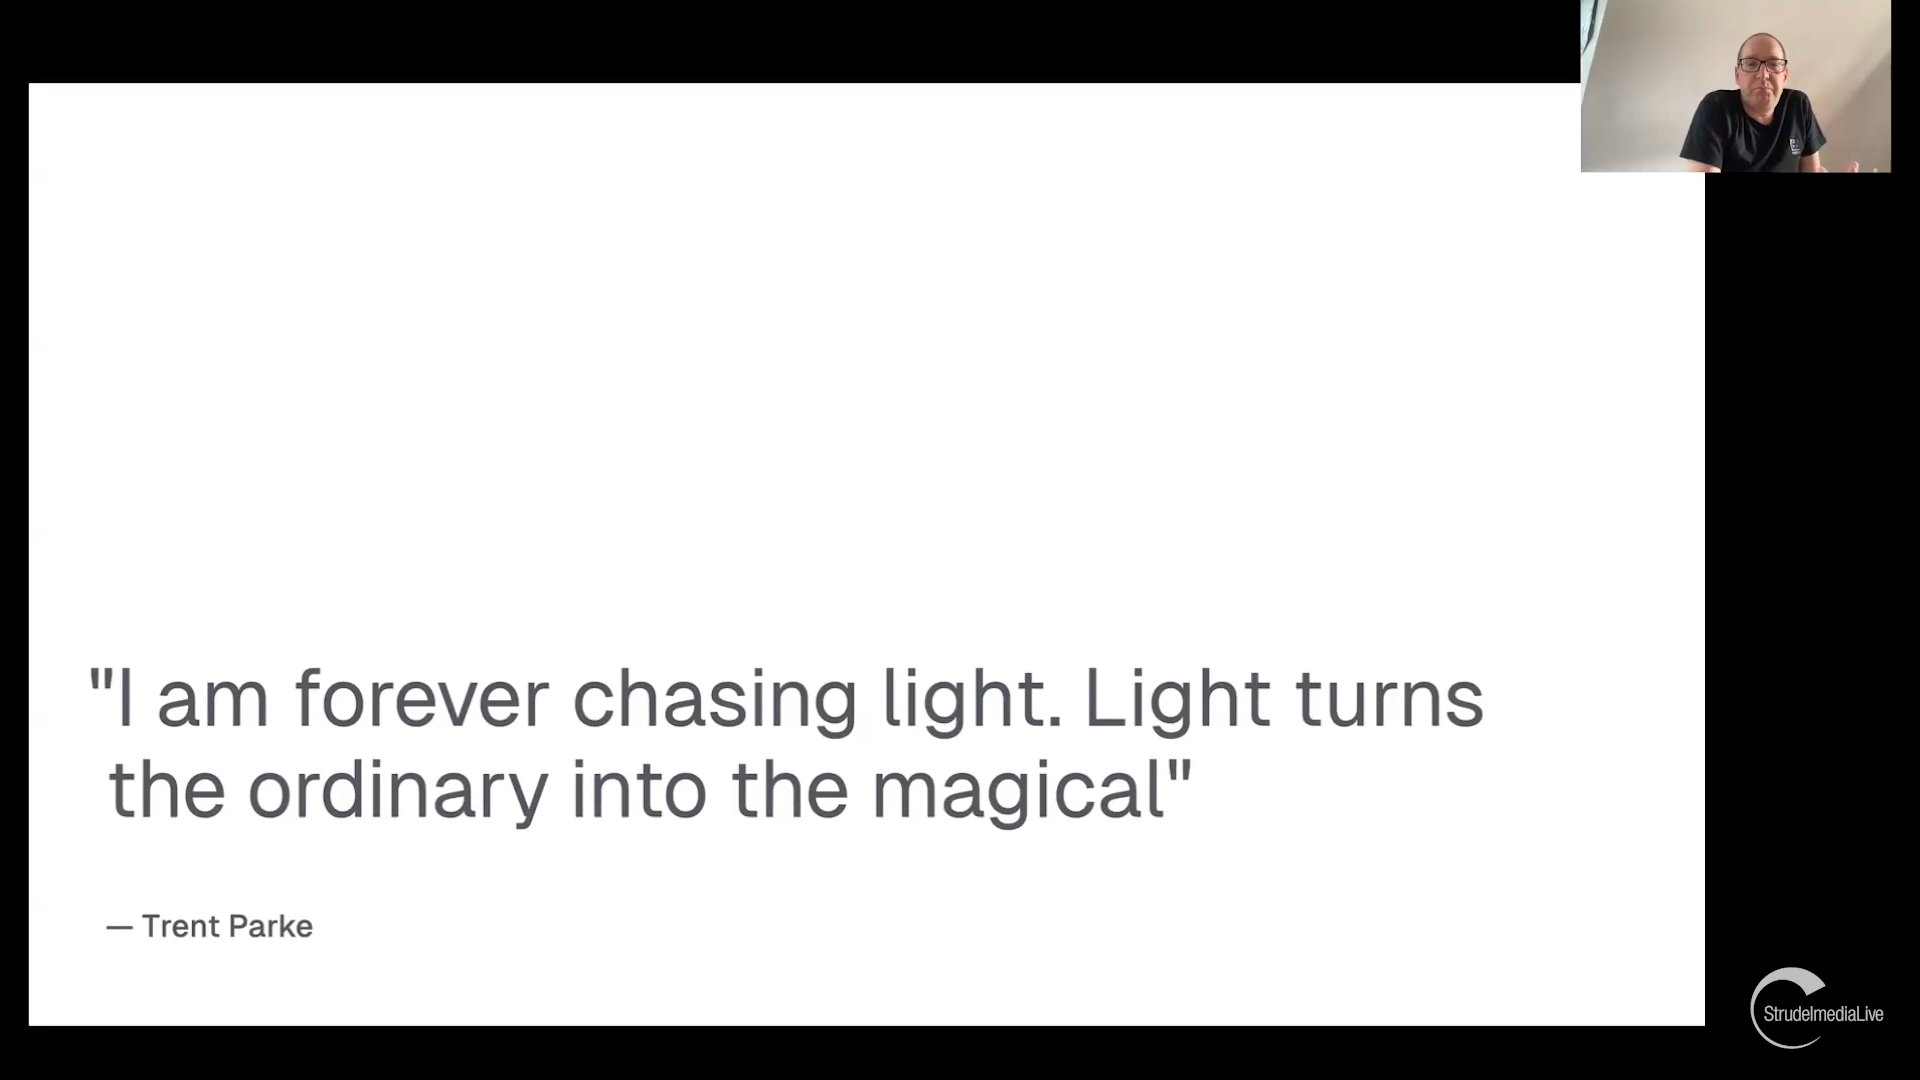 "I am forever chasing light. Light turns
the ordinary into the magical"
— Trent Parke
StrudelmediaLive